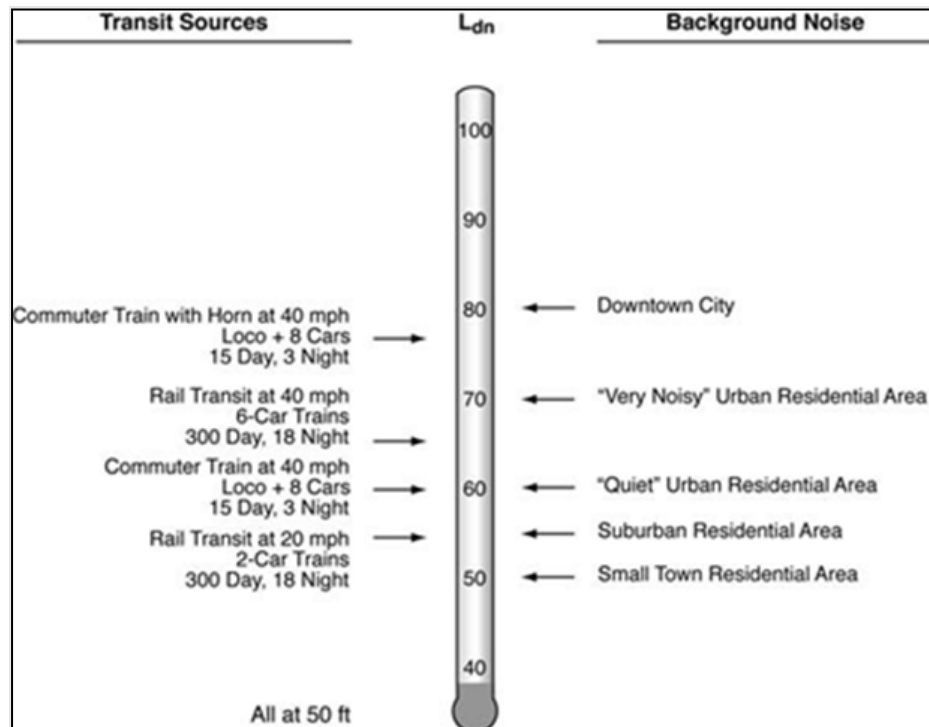 Transit Sources
Ldn
Background Noise
100
90
80
70
60
50
40
Commuter Train with Horn at 40 mph
Loco + 8 Cars
15 Day, 3 Night
Rail Transit at 40 mph
6-Car Trains
300 Day, 18 Night
Commuter Train at 40 mph
Loco + 8 Cars
15 Day, 3 Night
Rail Transit at 20 mph
2-Car Trains
300 Day, 18 Night
All at 50 ft
Downtown City
“Very Noisy” Urban Residential Area
“Quiet” Urban Residential Area
Suburban Residential Area
Small Town Residential Area